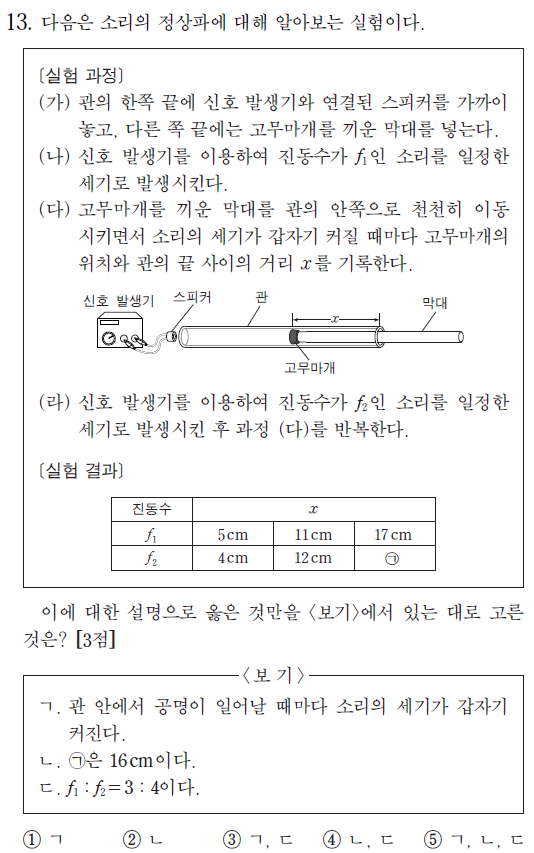 13. 다음은 소리의 정상파에 대해 알아보는 실험이다.
〔실험 과정〕
(가) 관의 한쪽 끝에 신호 발생기와 연결된 스피커를 가까이
놓고, 다른 쪽 끝에는 고무마개를 끼운 막대를 넣는다.
(나) 신호 발생기를 이용하여 진동수가 f₁인 소리를 일정한
세기로 발생시킨다.
(다) 고무마개를 끼운 막대를 관의 안쪽으로 천천히 이동
시키면서 소리의 세기가 갑자기 커질 때마다 고무마개의
위치와 관의 끝 사이의 거리 x를 기록한다.
신호 발생기 스피커 관 x 막대
고무마개
(라) 신호 발생기를 이용하여 진동수가 f₂인 소리를 일정한
세기로 발생시킨 후 과정 (다)를 반복한다.
〔실험 결과〕
진동수 x
f₁ 5cm 11cm 17cm
f₂ 4cm 12cm ㉠
이에 대한 설명으로 옳은 것만을 〈보기〉에서 있는 대로 고른
것은? [3점]
〈보 기〉
ㄱ. 관 안에서 공명이 일어날 때마다 소리의 세기가 갑자기
커진다.
ㄴ. ㉠은 16cm이다.
ㄷ. f₁ : f₂ = 3 : 4이다.
① ㄱ ② ㄴ ③ ㄱ, ㄷ ④ ㄴ, ㄷ ⑤ ㄱ, ㄴ, ㄷ